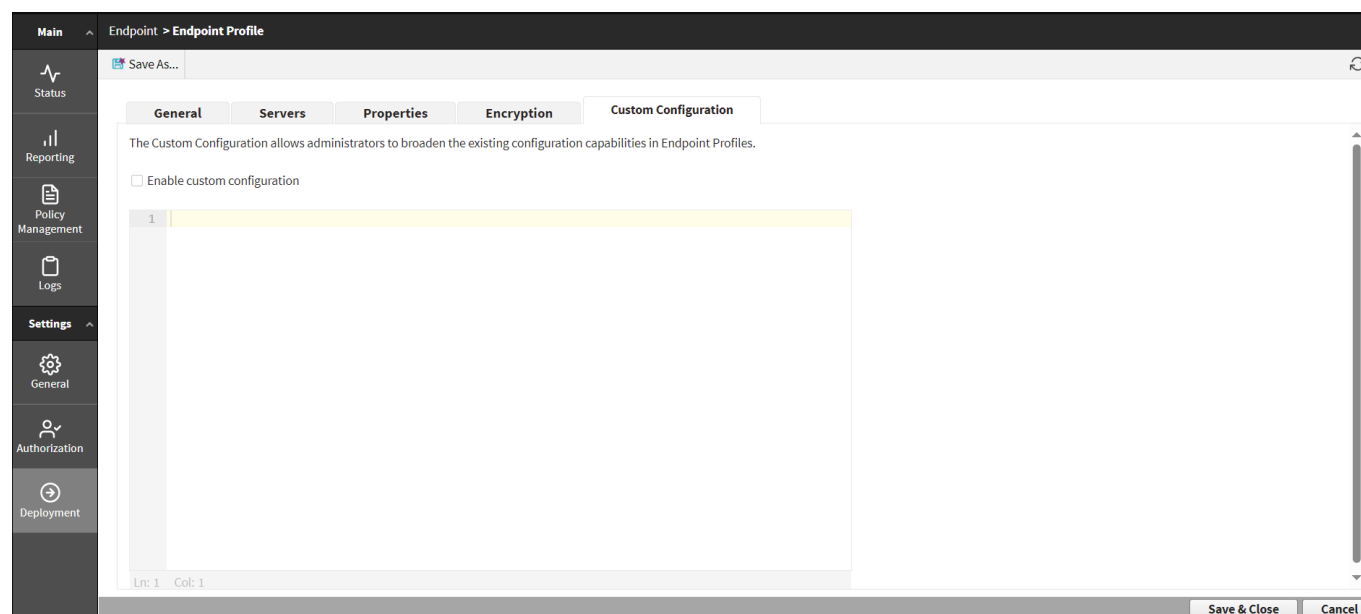 Main
Endpoint > Endpoint Profile
Save As...
Status
Reporting
Policy
Management
Logs
Settings
General
Authorization
Deployment
General
Servers
Properties
Encryption
Custom Configuration
The Custom Configuration allows administrators to broaden the existing configuration capabilities in Endpoint Profiles.
Enable custom configuration
1
Ln: 1 Col: 1
Save & Close
Cancel